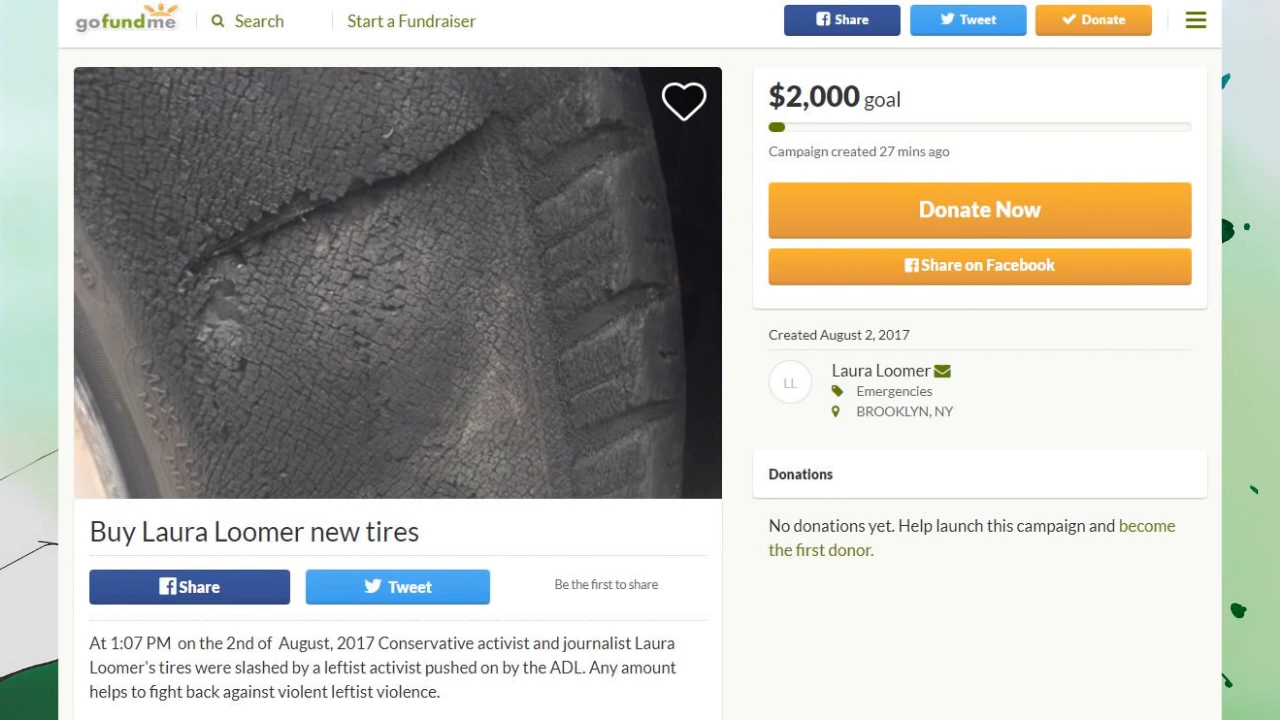 gofundme
Search
Start a Fundraiser
Share
Tweet
Donate
$2,000 goal
Campaign created 27 mins ago
Donate Now
Share on Facebook
Created August 2, 2017
LL
Laura Loomer
Emergencies
BROOKLYN, NY
Donations
No donations yet. Help launch this campaign and become
the first donor.
Buy Laura Loomer new tires
Share
Tweet
Be the first to share
At 1:07 PM on the 2nd of August, 2017 Conservative activist and journalist Laura
Loomer's tires were slashed by a leftist activist pushed on by the ADL. Any amount
helps to fight back against violent leftist violence.